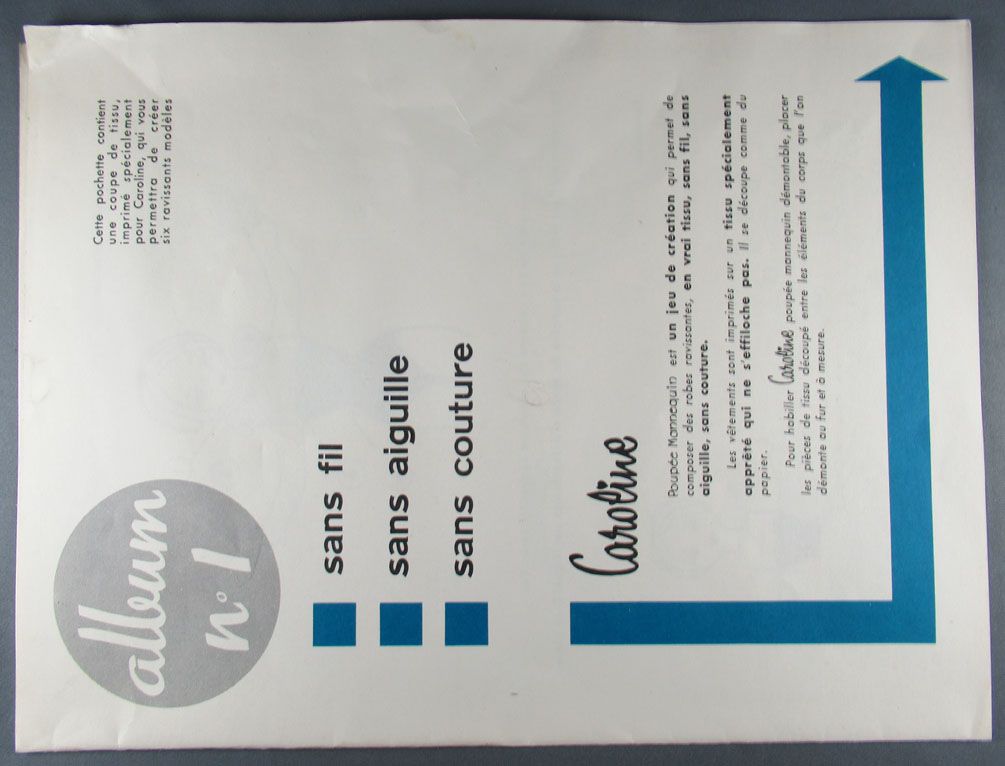 album
n° 1
Cette pochette contient
une coupe de tissu,
imprimé spécialement
pour Caroline, qui vous
permettra de créer
six ravissants modèles
sans fil
sans aiguille
sans couture
Caroline
Poupée Mannequin est un jeu de création qui permet de
composer des robes ravissantes, en vrai tissu, sans fil, sans
aiguille, sans couture.
Les vêtements sont imprimés sur un tissu spécialement
apprêté qui ne s'effiloche pas. Il se découpe comme du
papier.
Pour habiller Caroline poupée mannequin démontable, placer
les pièces de tissu découpé entre les éléments du corps que l'on
démonte au fur et à mesure.